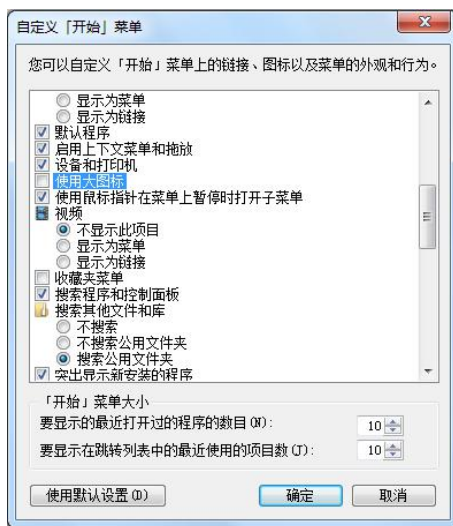 自定义「开始」菜单
您可以自定义「开始」菜单上的链接、图标以及菜单的外观和行为。
显示为菜单
显示为链接
默认程序
启用上下文菜单和拖放
设备和打印机
使用大图标
使用鼠标指针在菜单上暂停时打开子菜单
视频
不显示此项目
显示为菜单
显示为链接
收藏夹菜单
搜索程序和控制面板
搜索其他文件和库
不搜索
不搜索公用文件夹
搜索公用文件夹
突出显示新安装的程序
「开始」菜单大小
要显示的最近打开过的程序的数目(N): 10
要显示在跳转列表中的最近使用的项目数(J): 10
使用默认设置(D) 确定 取消